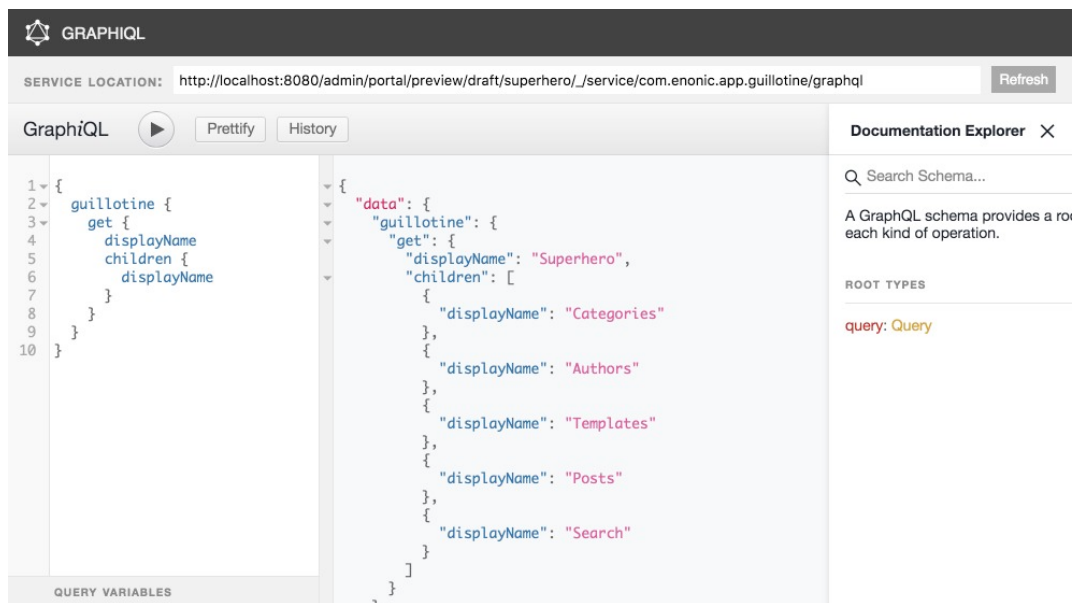 GRAPHIQL
SERVICE LOCATION: http://localhost:8080/admin/portal/preview/draft/superhero/_/service/com.enonic.app.guillotine/graphql Refresh
GraphiQL Prettify History
1 {
2 guillotine {
3 get {
4 displayName
5 children {
6 displayName
7 }
8 }
9 }
10 }
QUERY VARIABLES
{
"data": {
"guillotine": {
"get": {
"displayName": "Superhero",
"children": [
{
"displayName": "Categories"
},
{
"displayName": "Authors"
},
{
"displayName": "Templates"
},
{
"displayName": "Posts"
},
{
"displayName": "Search"
}
]
}
Documentation Explorer
Search Schema...
A GraphQL schema provides a
each kind of operation.
ROOT TYPES
query: Query